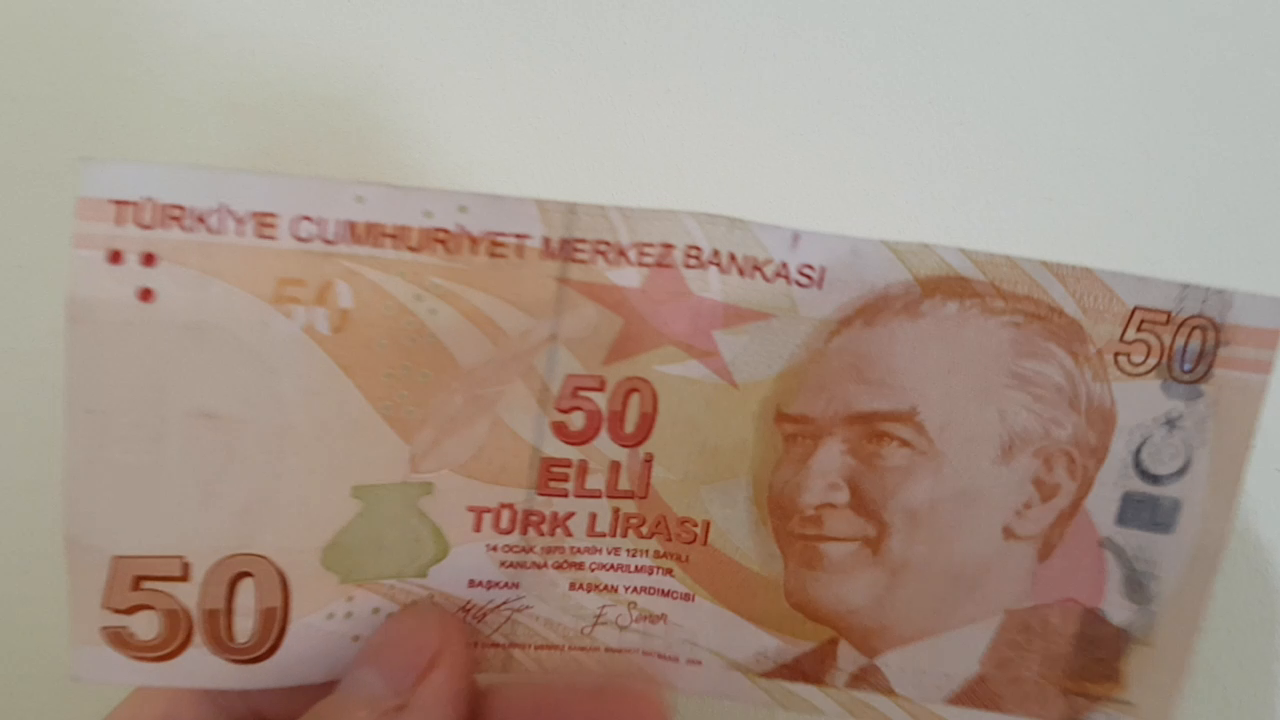 TÜRKİYE CUMHURİYET MERKEZ BANKASI
50
50
50
ELLİ
TÜRK LİRASI
14 OCAK 1970 TARİH VE 1211 SAYILI
KANUNA GÖRE ÇIKARILMIŞTIR.
BAŞKAN BAŞKAN YARDIMCISI
50